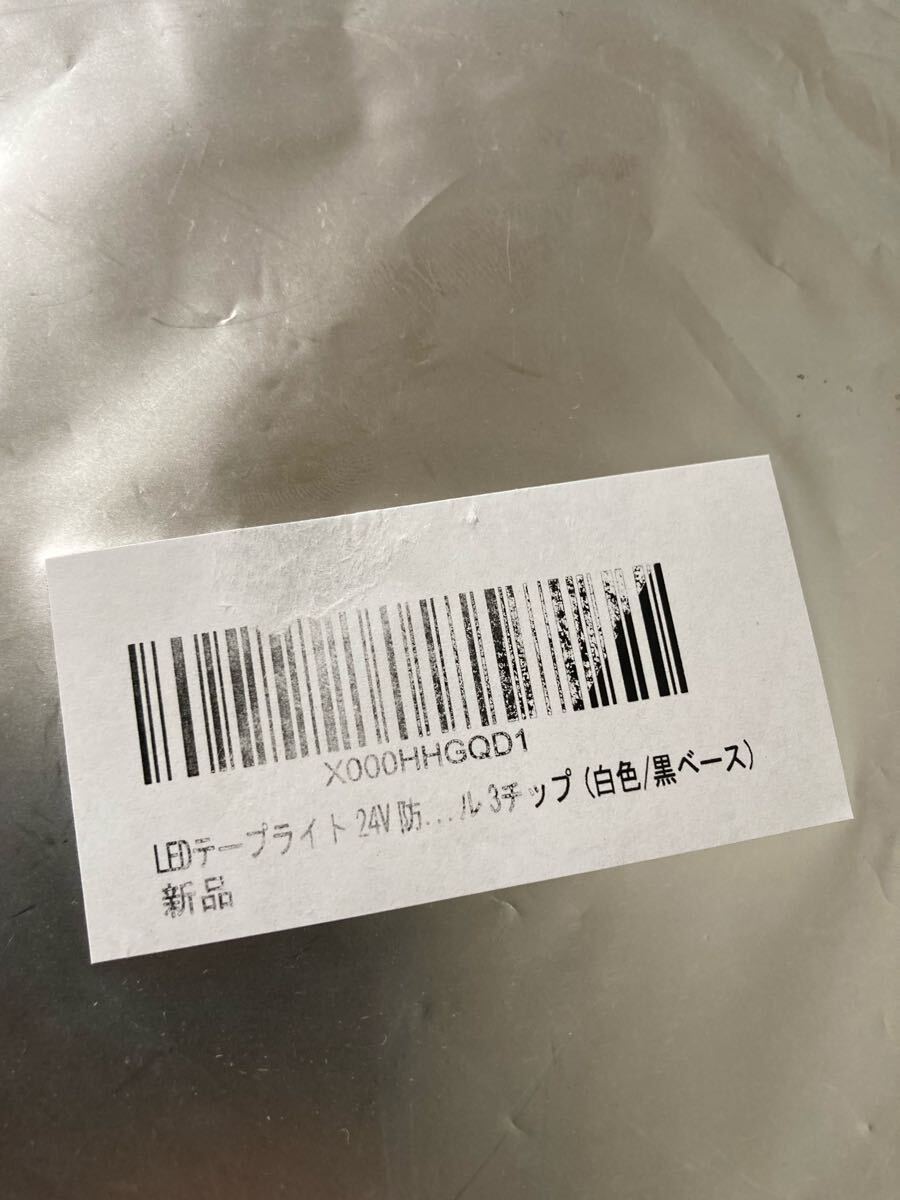 X000HHGQD1
LEDテープライト 24V 防...ル 3チップ (白色/黒ベース)
新品